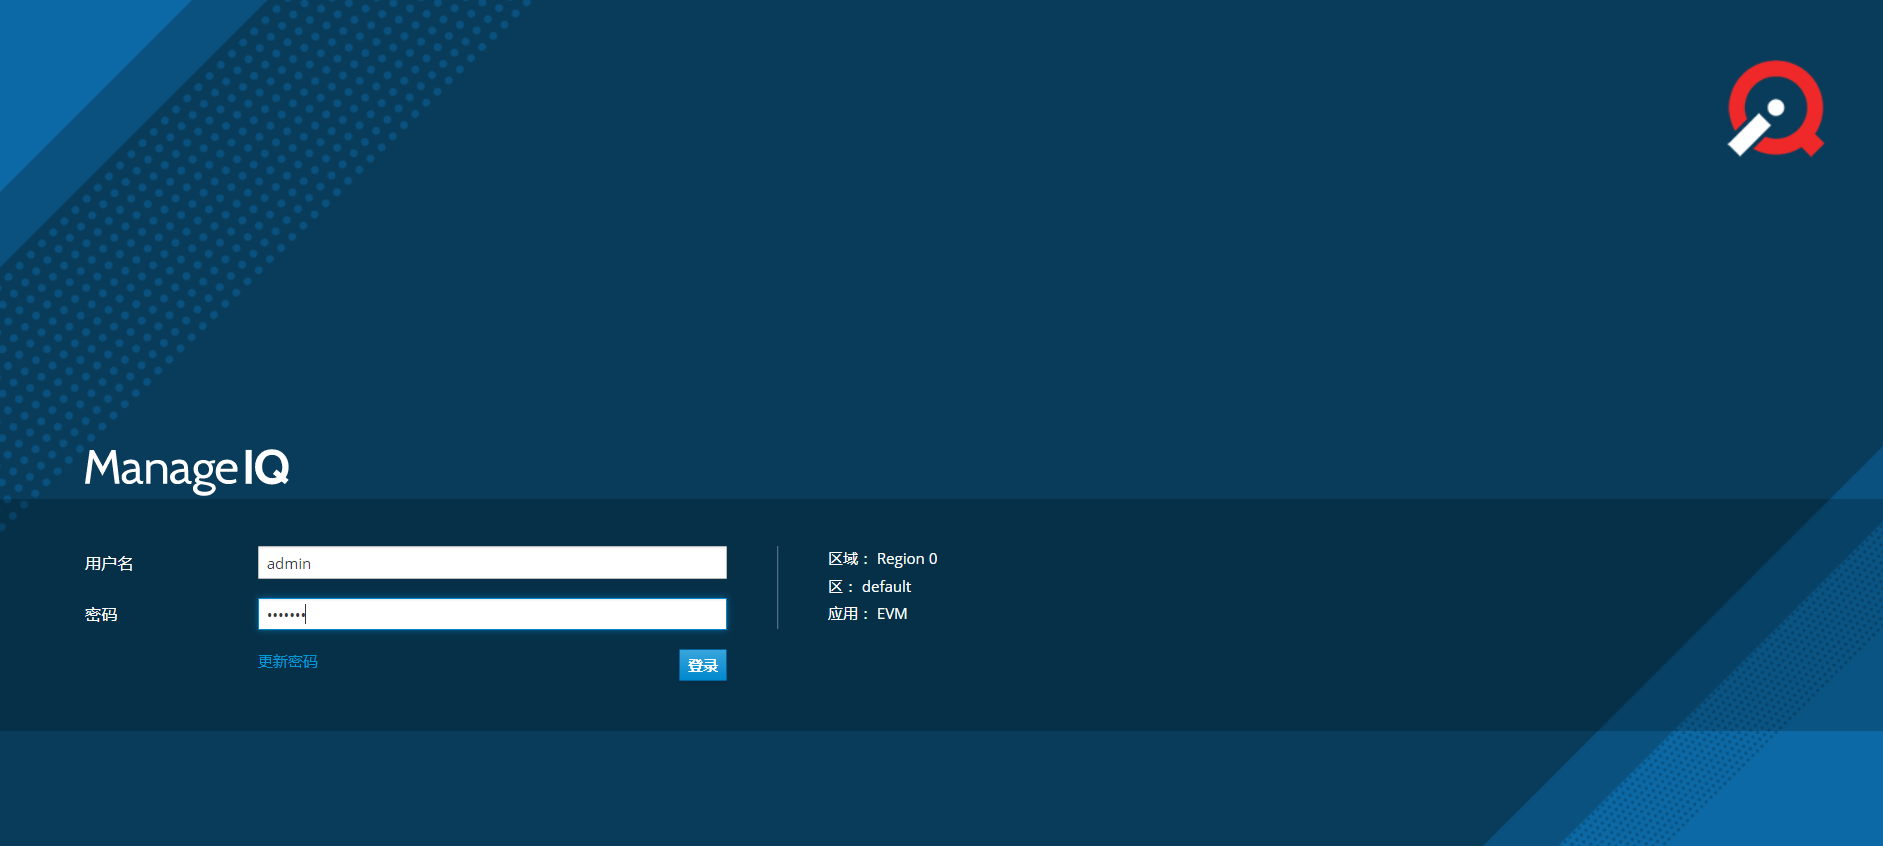 ManageIQ
用户名
admin
密码
•••••••
更新密码
登录
区域： Region 0
区： default
应用： EVM